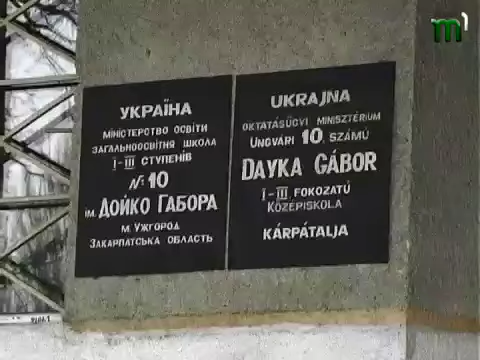 m¹
УКРАЇНА
МІНІСТЕРСТВО ОСВІТИ
ЗАГАЛЬНООСВІТНЯ ШКОЛА
І-ІІІ СТУПЕНІВ
№ 10
ім. ДОЙКО ГАБОРА
М. УЖГОРОД
ЗАКАРПАТСЬКА ОБЛАСТЬ
UKRAJNA
OKTATÁSÜGYI MINISZTÉRIUM
UNGVÁRI 10. SZÁMÚ
DAYKA GÁBOR
I-III. FOKOZATÚ
KÖZÉPISKOLA
KÁRPÁTALJA